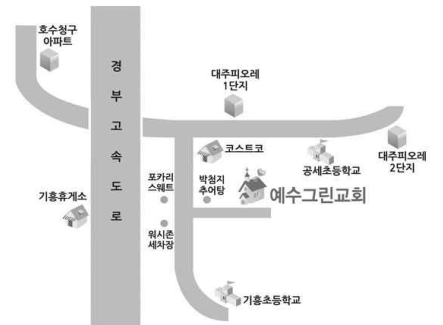 호수청구
아파트
경
부
고
속
도
로
대주피오레
1단지
코스트코
공세초등학교
대주피오레
2단지
포카리
스웨트
박첨지
추어탕
예수그린교회
기흥휴게소
워시존
세차장
기흥초등학교